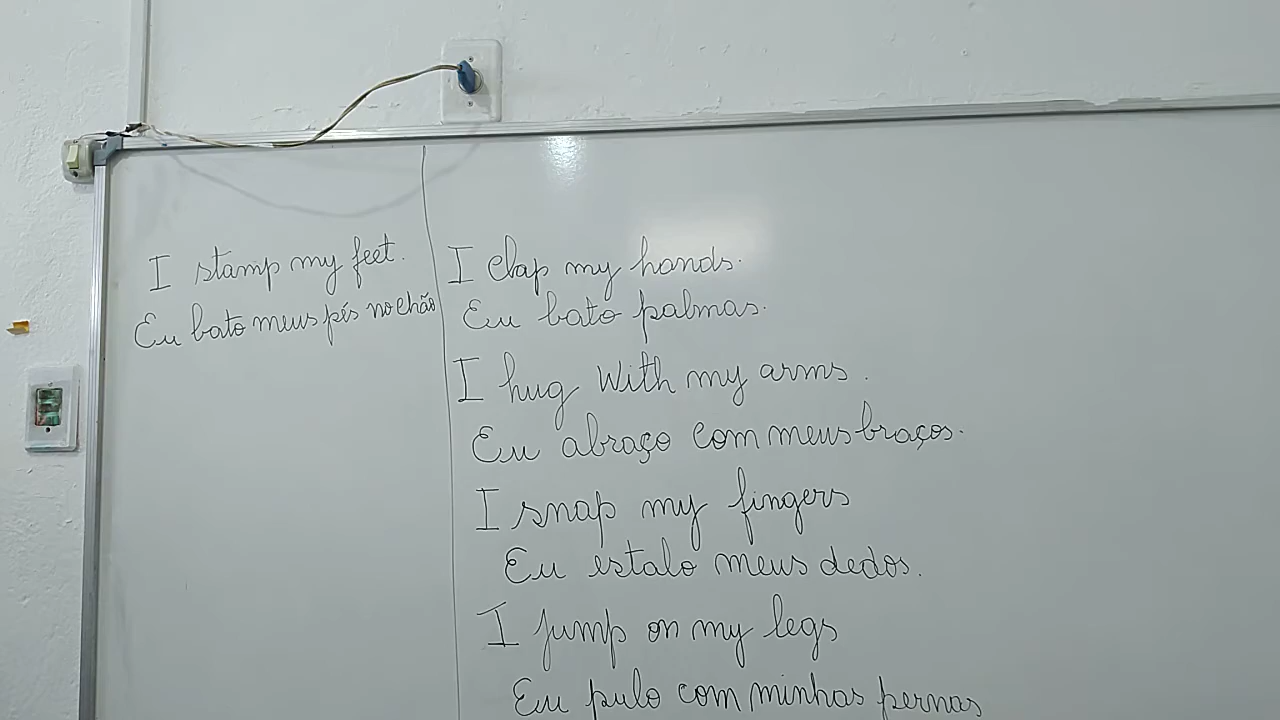 I stamp my feet.
Eu bato meus pés no chão
I clap my hands.
Eu bato palmas.
I hug With my arms.
Eu abraço com meus braços.
I snap my fingers
Eu estalo meus dedos.
I jump on my legs
Eu pulo com minhas pernas